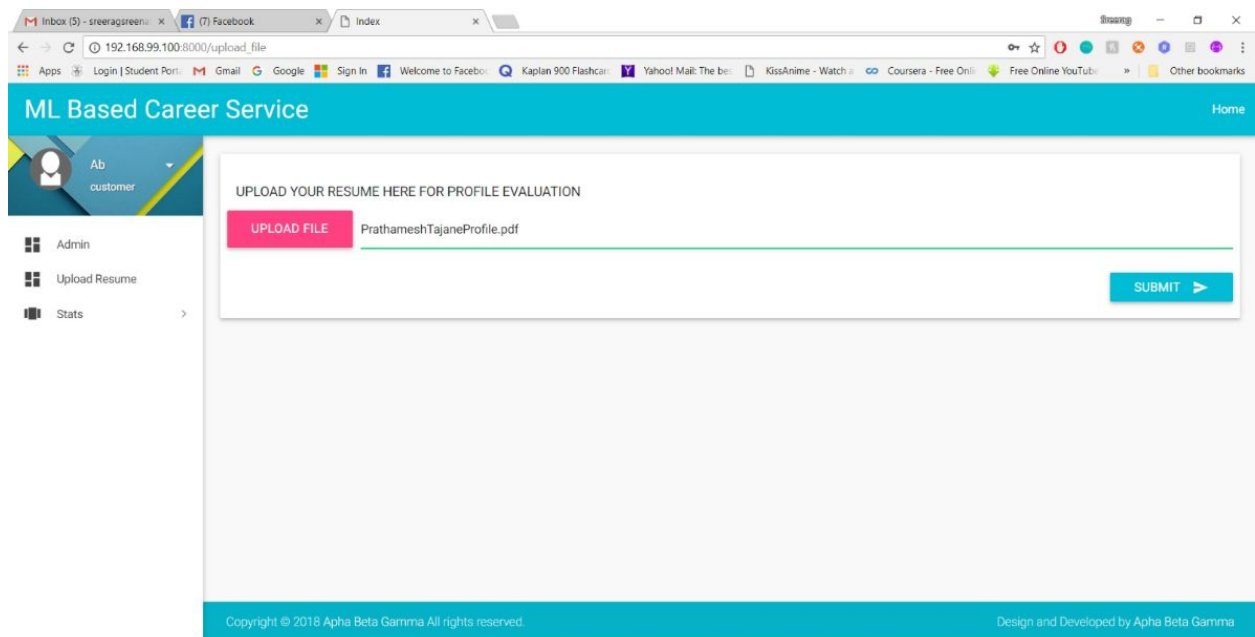 Inbox (5) - sreeragsreena
(7) Facebook
Index
192.168.99.100:8000/upload_file
Apps
Login | Student Port
Gmail
Google
Sign In
Welcome to Facebo
Kaplan 900 Flashcar
Yahoo! Mail: The be
KissAnime - Watch a
Coursera - Free Onli
Free Online YouTube
»
Other bookmarks
ML Based Career Service
Home
Ab
customer
UPLOAD YOUR RESUME HERE FOR PROFILE EVALUATION
UPLOAD FILE
PrathameshTajaneProfile.pdf
Admin
Upload Resume
SUBMIT
Stats
Copyright © 2018 Apha Beta Gamma All rights reserved.
Design and Developed by Apha Beta Gamma